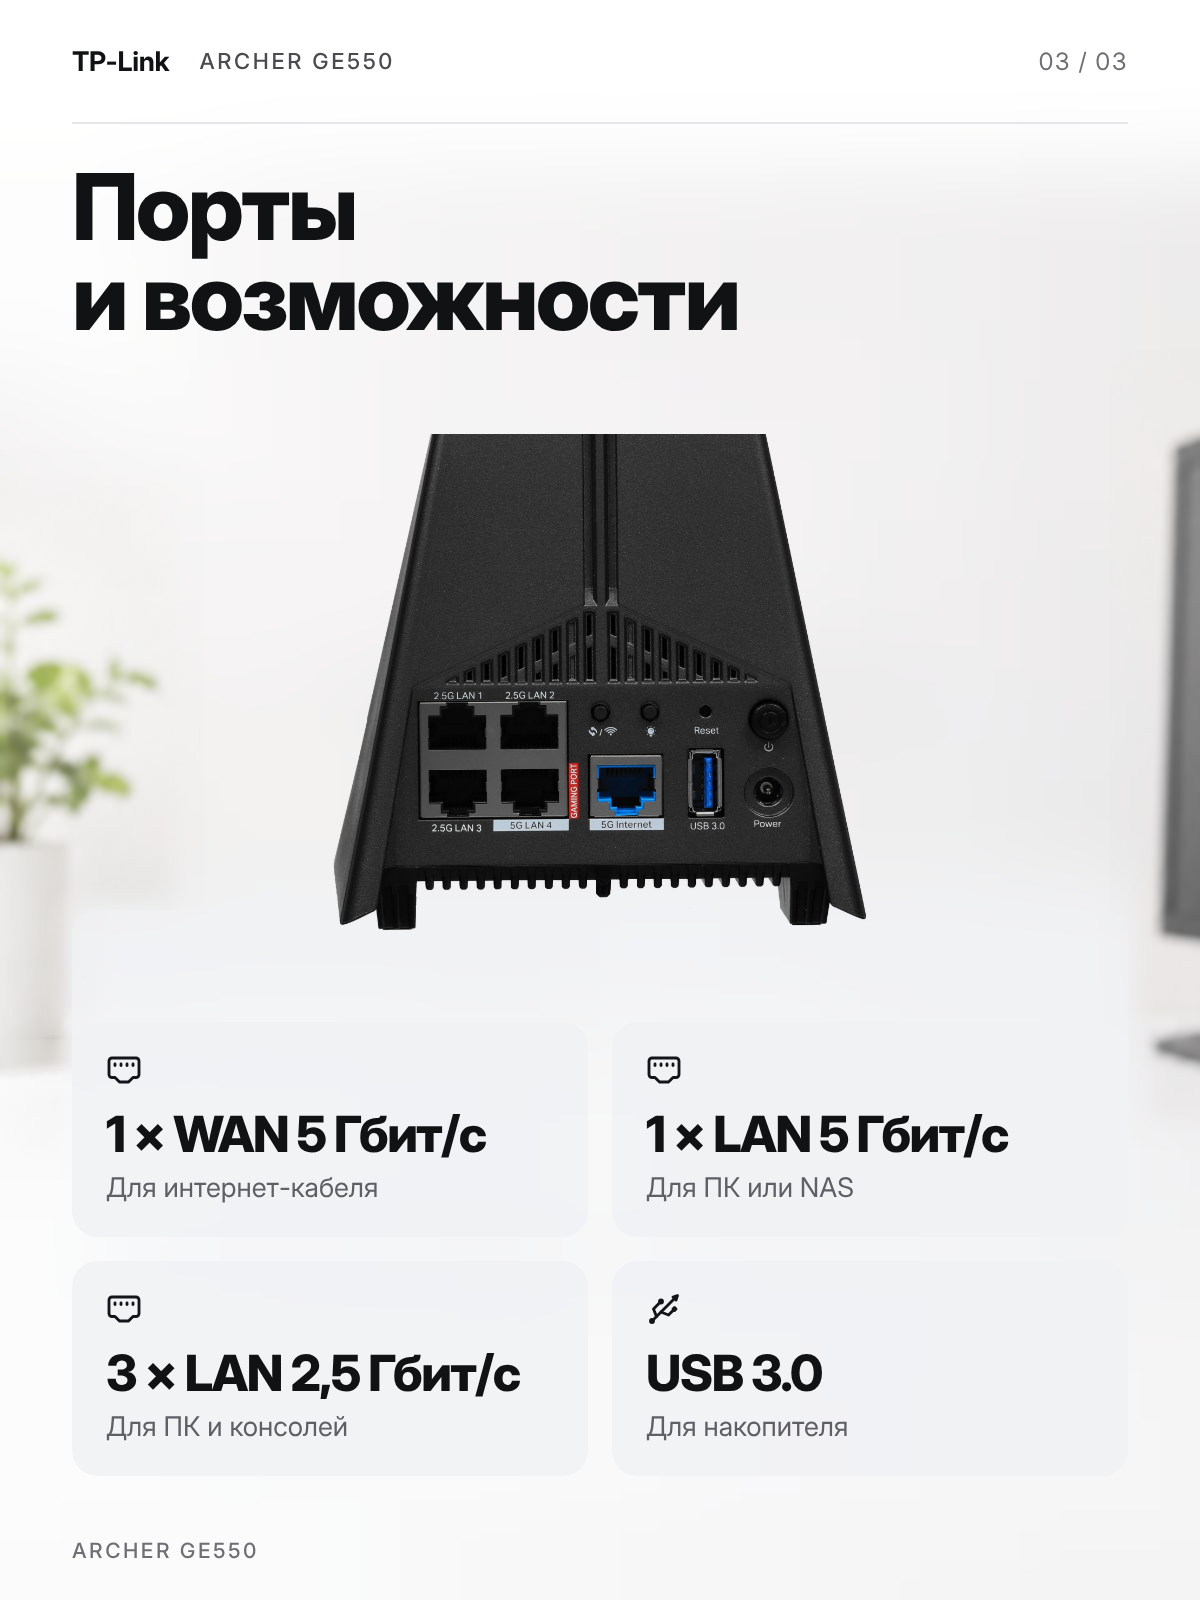 TP-Link ARCHER GE550 03 / 03
Порты
и возможности
2.5G LAN 1 2.5G LAN 2
Reset
GAMING PORT
2.5G LAN 3 5G LAN 4 5G Internet USB 3.0 Power
1 × WAN 5 Гбит/с
Для интернет-кабеля
1 × LAN 5 Гбит/с
Для ПК или NAS
3 × LAN 2,5 Гбит/с
Для ПК и консолей
USB 3.0
Для накопителя
ARCHER GE550